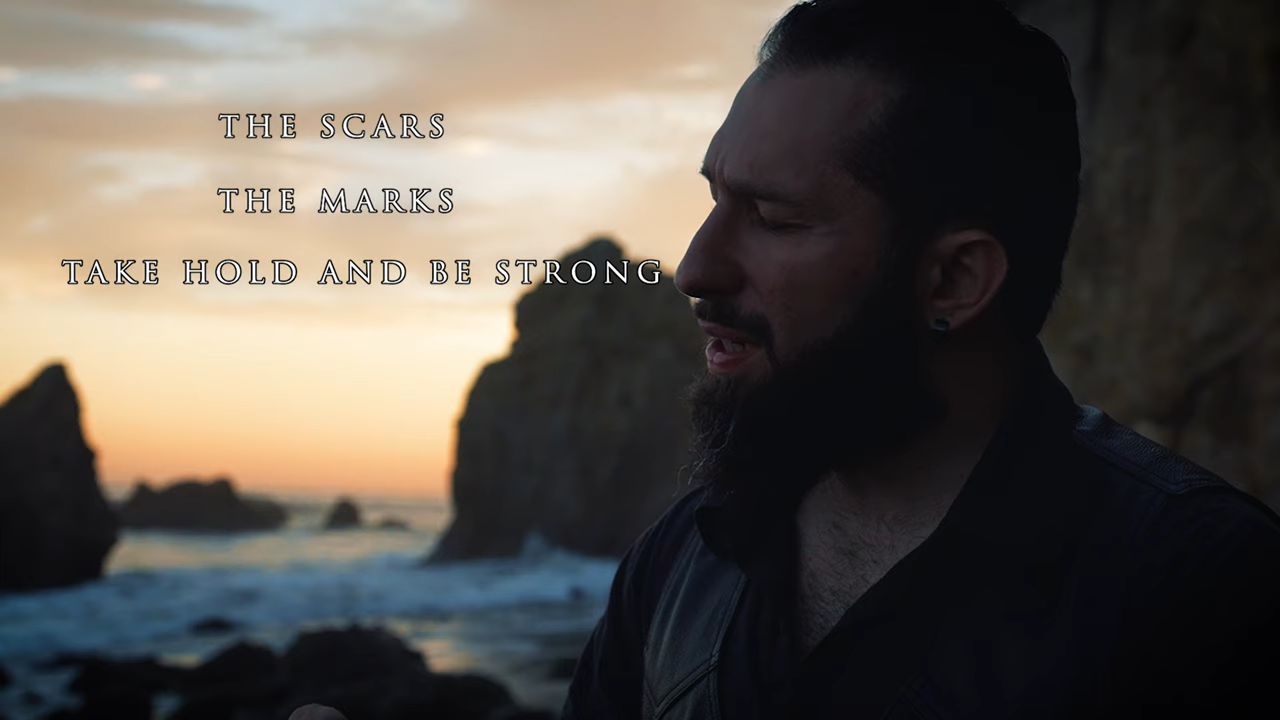 THE SCARS
THE MARKS
TAKE HOLD AND BE STRONG